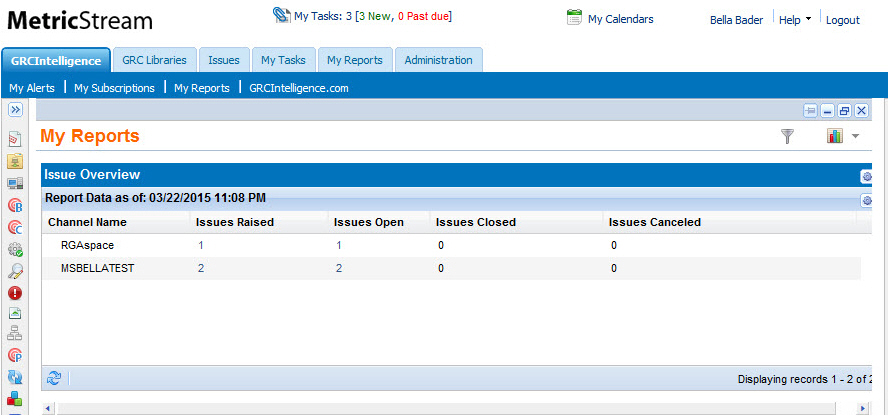 MetricStream
My Tasks: 3 [3 New, 0 Past due]
My Calendars
Bella Bader
Help
Logout
GRCIntelligence
GRC Libraries
Issues
My Tasks
My Reports
Administration
My Alerts
My Subscriptions
My Reports
GRCIntelligence.com
My Reports
Issue Overview
Report Data as of: 03/22/2015 11:08 PM
Channel Name Issues Raised Issues Open Issues Closed Issues Canceled
RGAspace 1 1 0 0
MSBELLATEST 2 2 0 0
Displaying records 1 - 2 of 2